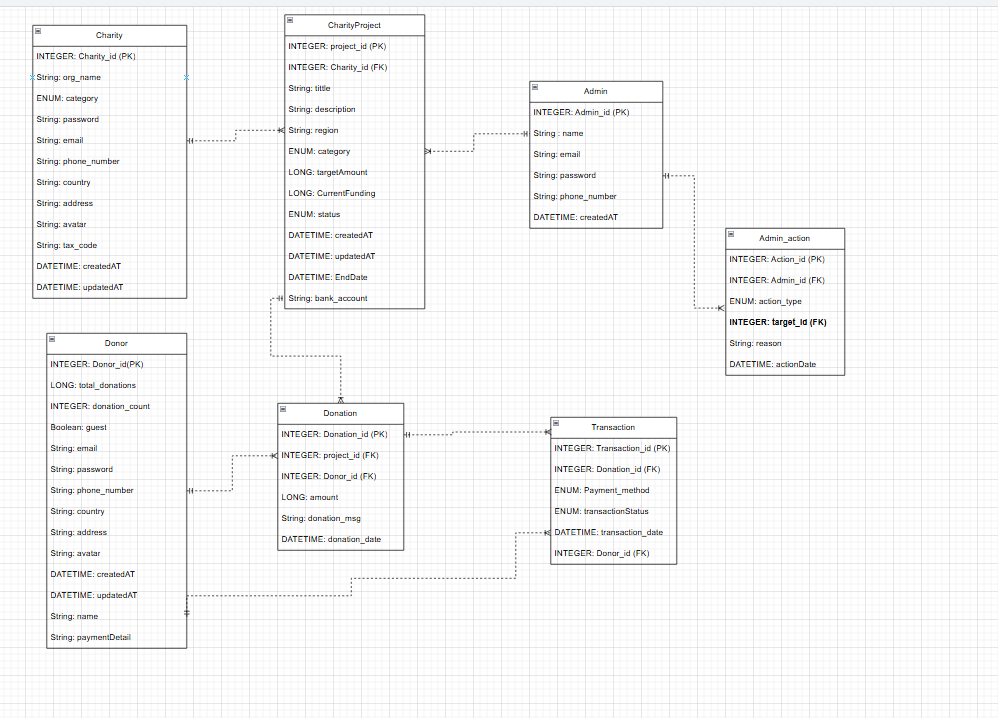 Charity
INTEGER: Charity_id (PK)
String: org_name
ENUM: category
String: password
String: email
String: phone_number
String: country
String: address
String: avatar
String: tax_code
DATETIME: createdAT
DATETIME: updatedAT
CharityProject
INTEGER: project_id (PK)
INTEGER: Charity_id (FK)
String: tittle
String: description
String: region
ENUM: category
LONG: targetAmount
LONG: CurrentFunding
ENUM: status
DATETIME: createdAT
DATETIME: updatedAT
DATETIME: EndDate
String: bank_account
Admin
INTEGER: Admin_id (PK)
String : name
String: email
String: password
String: phone_number
DATETIME: createdAT
Admin_action
INTEGER: Action_id (PK)
INTEGER: Admin_id (FK)
ENUM: action_type
INTEGER: target_id (FK)
String: reason
DATETIME: actionDate
Donor
INTEGER: Donor_id(PK)
LONG: total_donations
INTEGER: donation_count
Boolean: guest
String: email
String: password
String: phone_number
String: country
String: address
String: avatar
DATETIME: createdAT
DATETIME: updatedAT
String: name
String: paymentDetail
Donation
INTEGER: Donation_id (PK)
INTEGER: project_id (FK)
INTEGER: Donor_id (FK)
LONG: amount
String: donation_msg
DATETIME: donation_date
Transaction
INTEGER: Transaction_id (PK)
INTEGER: Donation_id (FK)
ENUM: Payment_method
ENUM: transactionStatus
DATETIME: transaction_date
INTEGER: Donor_id (FK)